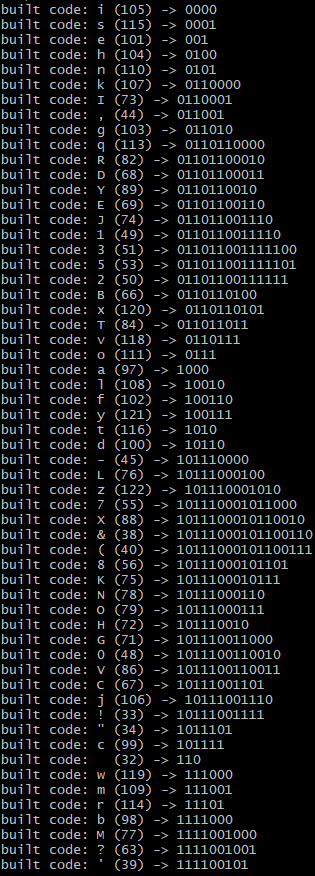 built code: i (105) -> 0000
built code: s (115) -> 0001
built code: e (101) -> 001
built code: h (104) -> 0100
built code: n (110) -> 0101
built code: k (107) -> 0110000
built code: I (73) -> 0110001
built code: , (44) -> 011001
built code: g (103) -> 011010
built code: q (113) -> 0110110000
built code: R (82) -> 01101100010
built code: D (68) -> 01101100011
built code: Y (89) -> 0110110010
built code: E (69) -> 01101100110
built code: J (74) -> 011011001110
built code: 1 (49) -> 0110110011110
built code: 3 (51) -> 011011001111100
built code: 5 (53) -> 011011001111101
built code: 2 (50) -> 01101100111111
built code: B (66) -> 0110110100
built code: x (120) -> 0110110101
built code: T (84) -> 011011011
built code: v (118) -> 0110111
built code: o (111) -> 0111
built code: a (97) -> 1000
built code: l (108) -> 10010
built code: f (102) -> 100110
built code: y (121) -> 100111
built code: t (116) -> 1010
built code: d (100) -> 10110
built code: - (45) -> 101110000
built code: L (76) -> 10111000100
built code: z (122) -> 101110001010
built code: 7 (55) -> 101110001011000
built code: X (88) -> 1011100010110010
built code: & (38) -> 10111000101100110
built code: ( (40) -> 10111000101100111
built code: 8 (56) -> 10111000101101
built code: K (75) -> 1011100010111
built code: N (78) -> 10111000110
built code: O (79) -> 10111000111
built code: H (72) -> 101110010
built code: G (71) -> 101110011000
built code: 0 (48) -> 1011100110010
built code: V (86) -> 1011100110011
built code: C (67) -> 10111001101
built code: j (106) -> 10111001110
built code: ! (33) -> 10111001111
built code: " (34) -> 1011101
built code: c (99) -> 101111
built code:   (32) -> 110
built code: w (119) -> 111000
built code: m (109) -> 111001
built code: r (114) -> 11101
built code: b (98) -> 1111000
built code: M (77) -> 1111001000
built code: ? (63) -> 1111001001
built code: ' (39) -> 111100101